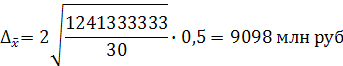 Δx̄ = 2√(1241333333/30) · 0,5 = 9098 млн руб